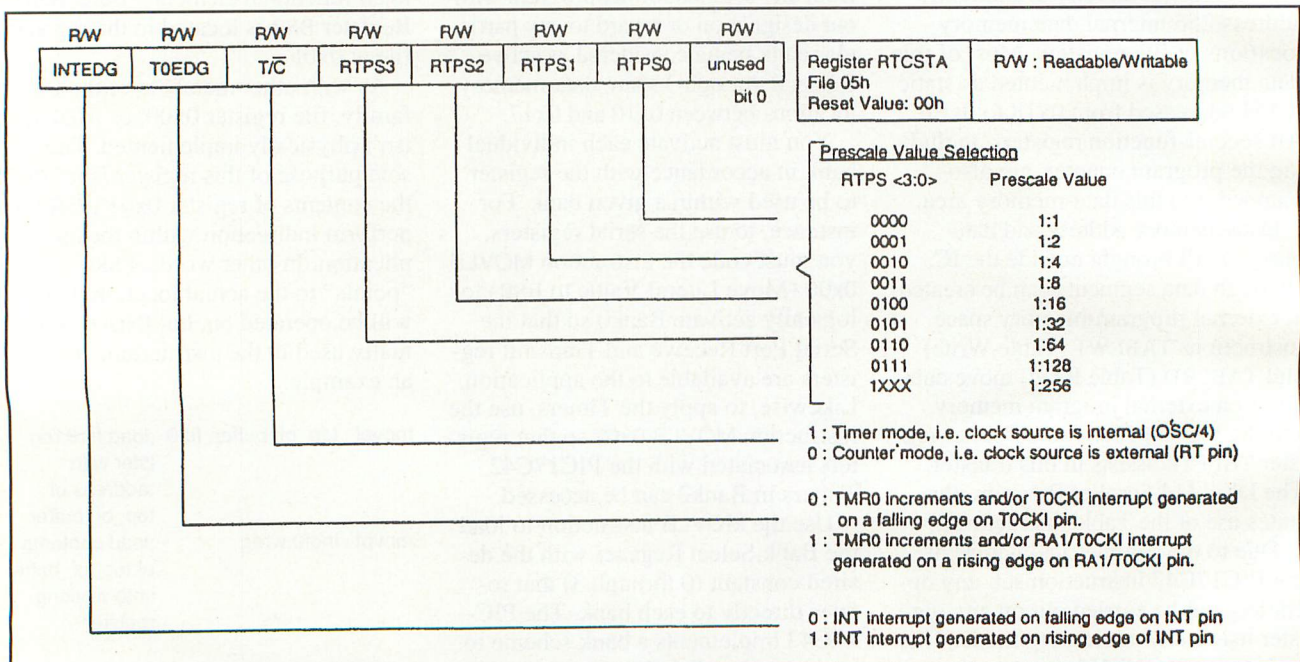 R/W R/W R/W R/W R/W R/W R/W R/W
INTEDG T0EDG T/C̅ RTPS3 RTPS2 RTPS1 RTPS0 unused
bit 0
Register RTCSTA R/W : Readable/Writable
File 05h
Reset Value: 00h
Prescale Value Selection
RTPS <3:0> Prescale Value
0000 1:1
0001 1:2
0010 1:4
0011 1:8
0100 1:16
0101 1:32
0110 1:64
0111 1:128
1XXX 1:256
1 : Timer mode, i.e. clock source is internal (OSC/4)
0 : Counter mode, i.e. clock source is external (RT pin)
0 : TMR0 increments and/or T0CKI interrupt generated
on a falling edge on T0CKI pin.
1 : TMR0 increments and/or RA1/T0CKI interrupt
generated on a rising edge on RA1/T0CKI pin.
0 : INT interrupt generated on falling edge on INT pin
1 : INT interrupt generated on rising edge of INT pin